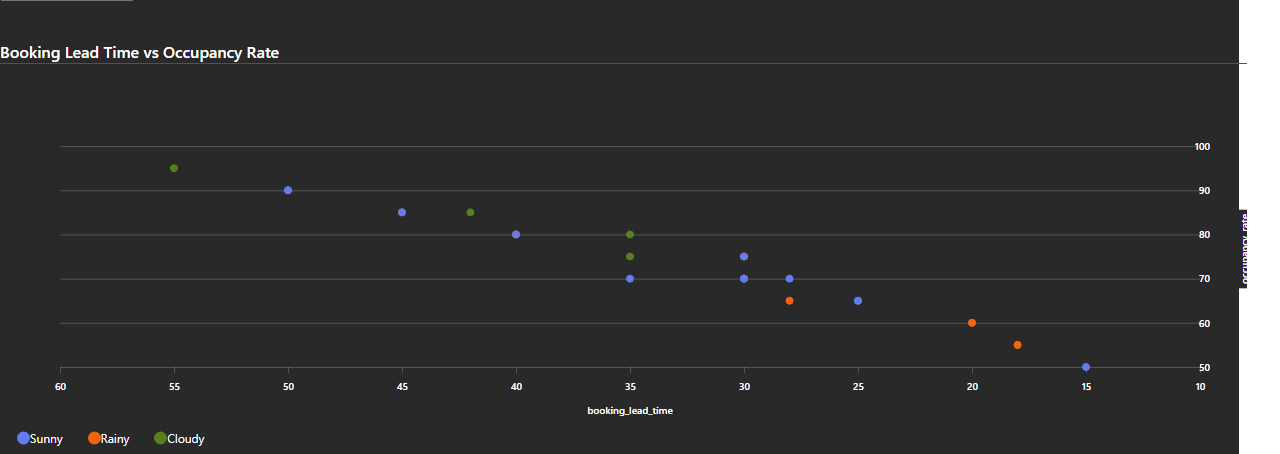 Booking Lead Time vs Occupancy Rate
100
90
80
70
60
50
occupancy_rate
60 55 50 45 40 35 30 25 20 15 10
booking_lead_time
Sunny Rainy Cloudy